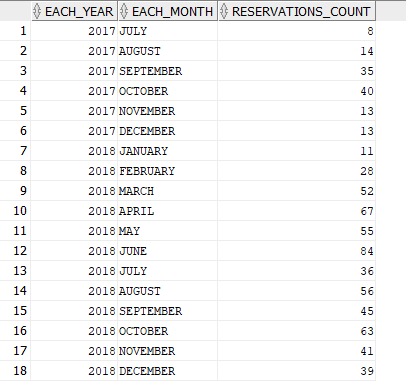 EACH_YEAR EACH_MONTH RESERVATIONS_COUNT
1 2017 JULY 8
2 2017 AUGUST 14
3 2017 SEPTEMBER 35
4 2017 OCTOBER 40
5 2017 NOVEMBER 13
6 2017 DECEMBER 13
7 2018 JANUARY 11
8 2018 FEBRUARY 28
9 2018 MARCH 52
10 2018 APRIL 67
11 2018 MAY 55
12 2018 JUNE 84
13 2018 JULY 36
14 2018 AUGUST 56
15 2018 SEPTEMBER 45
16 2018 OCTOBER 63
17 2018 NOVEMBER 41
18 2018 DECEMBER 39